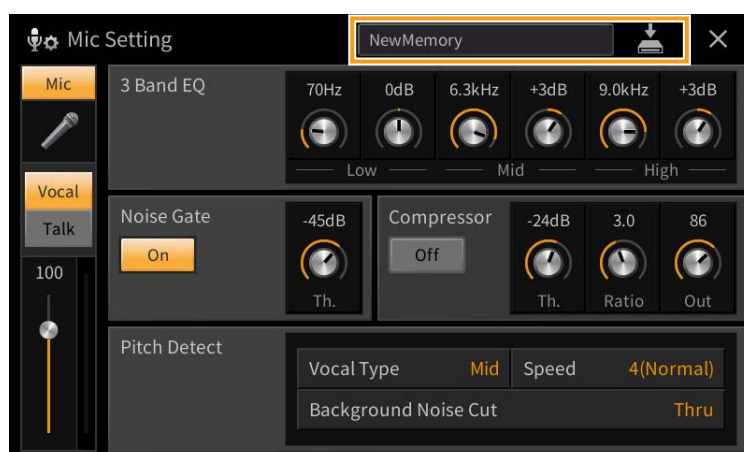 Mic Setting
NewMemory
Mic
Vocal
Talk
100
3 Band EQ
70Hz 0dB 6.3kHz +3dB 9.0kHz +3dB
Low Mid High
Noise Gate
On
-45dB
Th.
Compressor
Off
-24dB 3.0 86
Th. Ratio Out
Pitch Detect
Vocal Type Mid Speed 4(Normal)
Background Noise Cut Thru